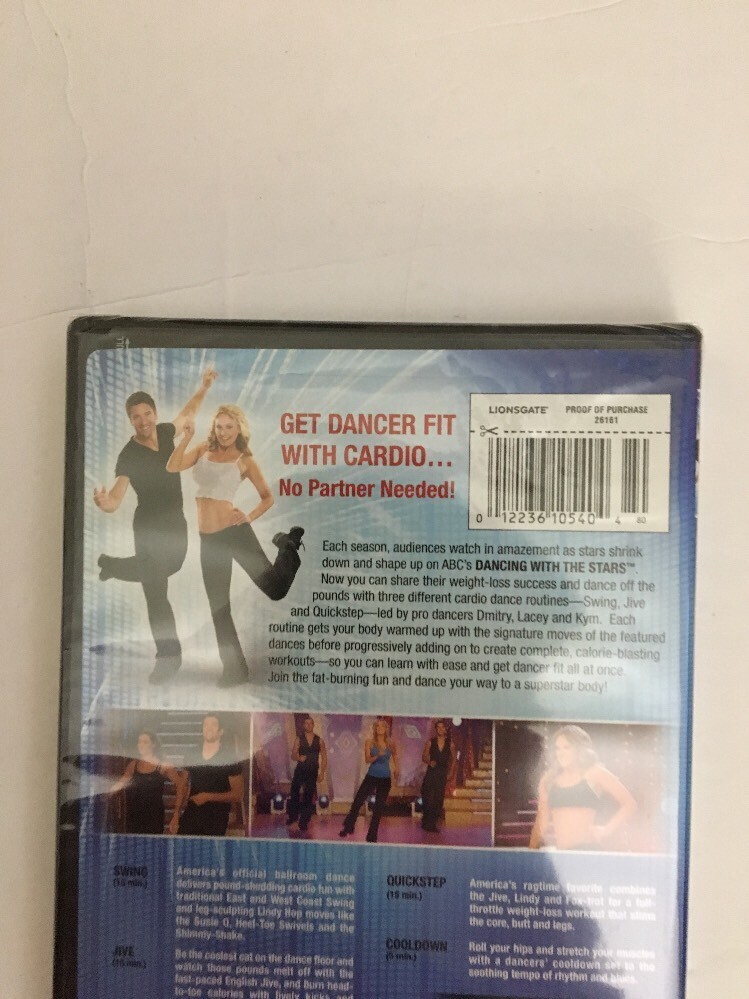 GET DANCER FIT
WITH CARDIO...
No Partner Needed!
LIONSGATE® PROOF OF PURCHASE
26161
0 12236 10540 4 80
Each season, audiences watch in amazement as stars shrink
down and shape up on ABC's DANCING WITH THE STARS™.
Now you can share their weight-loss success and dance off the
pounds with three different cardio dance routines—Swing, Jive
and Quickstep—led by pro dancers Dmitry, Lacey and Kym. Each
routine gets your body warmed up with the signature moves of the featured
dances before progressively adding on to create complete, calorie-blasting
workouts—so you can learn with ease and get dancer fit all at once.
Join the fat-burning fun and dance your way to a superstar body!
SWING
(15 min.)
America's official ballroom dance
delivers pound-shedding cardio fun with
traditional East and West Coast Swing
and leg-sculpting Lindy Hop moves like
the Susie Q, Heel-Toe Swivels and the
Shimmy-Shake.
JIVE
(15 min.)
Be the coolest cat on the dance floor and
watch those pounds melt off with the
fast-paced English Jive, and burn head-
to-toe calories with lively kicks and
QUICKSTEP
(15 min.)
America's ragtime favorite combines
the Jive, Lindy and Fox-trot for a full-
throttle weight-loss workout that slims
the core, butt and legs.
COOLDOWN
(5 min.)
Roll your hips and stretch your muscles
with a dancers' cooldown set to the
soothing tempo of rhythm and blues.